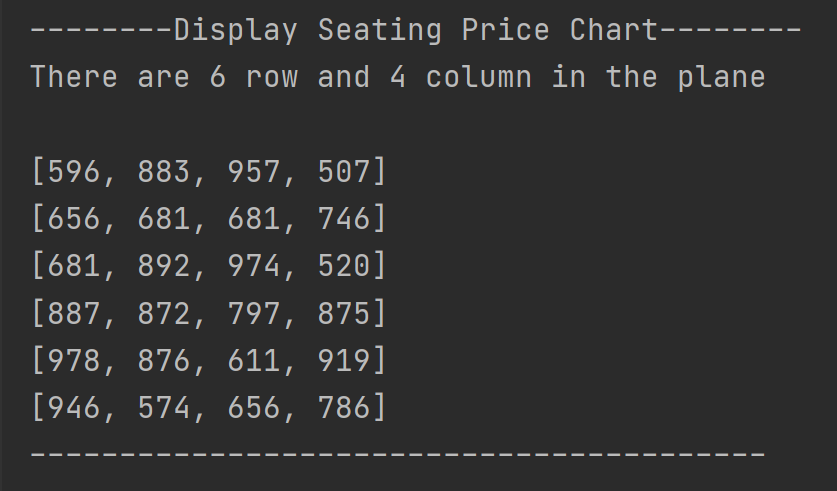 --------Display Seating Price Chart--------
There are 6 row and 4 column in the plane
[596, 883, 957, 507]
[656, 681, 681, 746]
[681, 892, 974, 520]
[887, 872, 797, 875]
[978, 876, 611, 919]
[946, 574, 656, 786]
-----------------------------------------